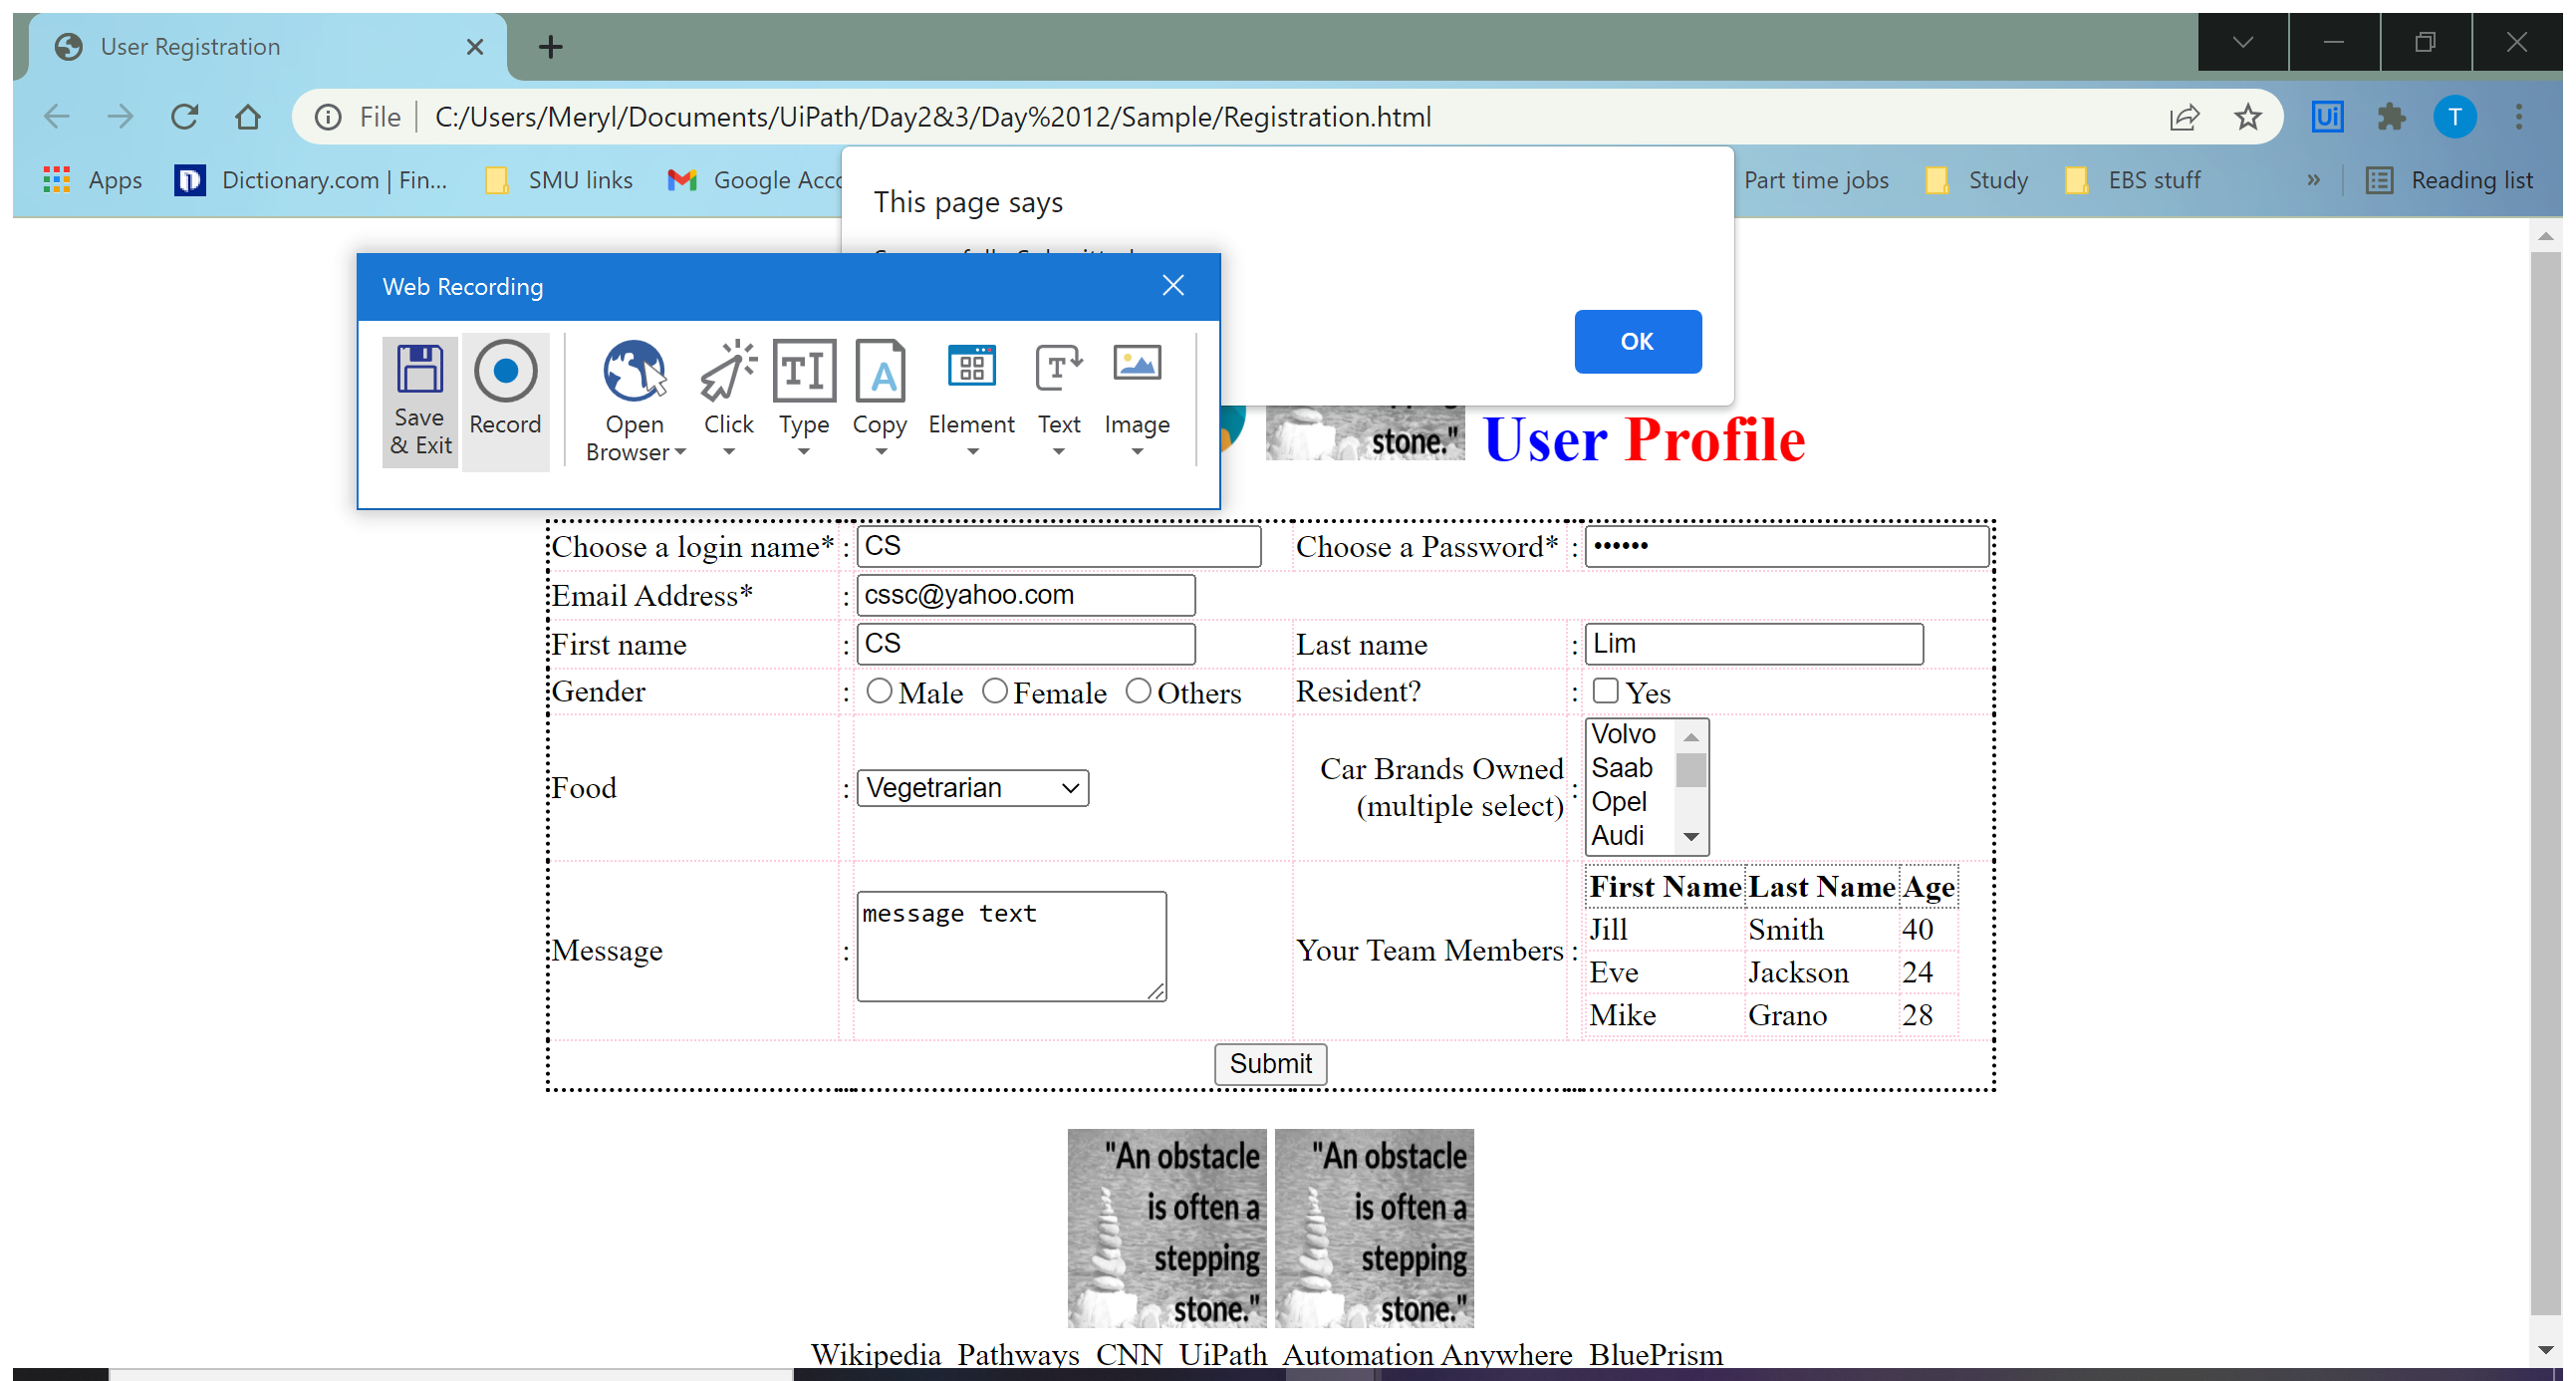 User Registration
File
C:/Users/Meryl/Documents/UiPath/Day2&3/Day%2012/Sample/Registration.html
Ui
T
Apps
Dictionary.com | Fin...
SMU links
Google Acco
Part time jobs
Study
EBS stuff
»
Reading list
This page says
OK
Web Recording
Save & Exit
Record
Open Browser
Click
Type
Copy
Element
Text
Image
stone."
User Profile
Choose a login name* : CS
Choose a Password* : ••••••
Email Address* : cssc@yahoo.com
First name : CS
Last name : Lim
Gender : Male Female Others
Resident? : Yes
Food : Vegetrarian
Car Brands Owned
(multiple select) :
Volvo
Saab
Opel
Audi
Message : message text
Your Team Members :
First Name Last Name Age
Jill Smith 40
Eve Jackson 24
Mike Grano 28
Submit
"An obstacle
is often a
stepping
stone."
"An obstacle
is often a
stepping
stone."
Wikipedia Pathways CNN UiPath Automation Anywhere BluePrism